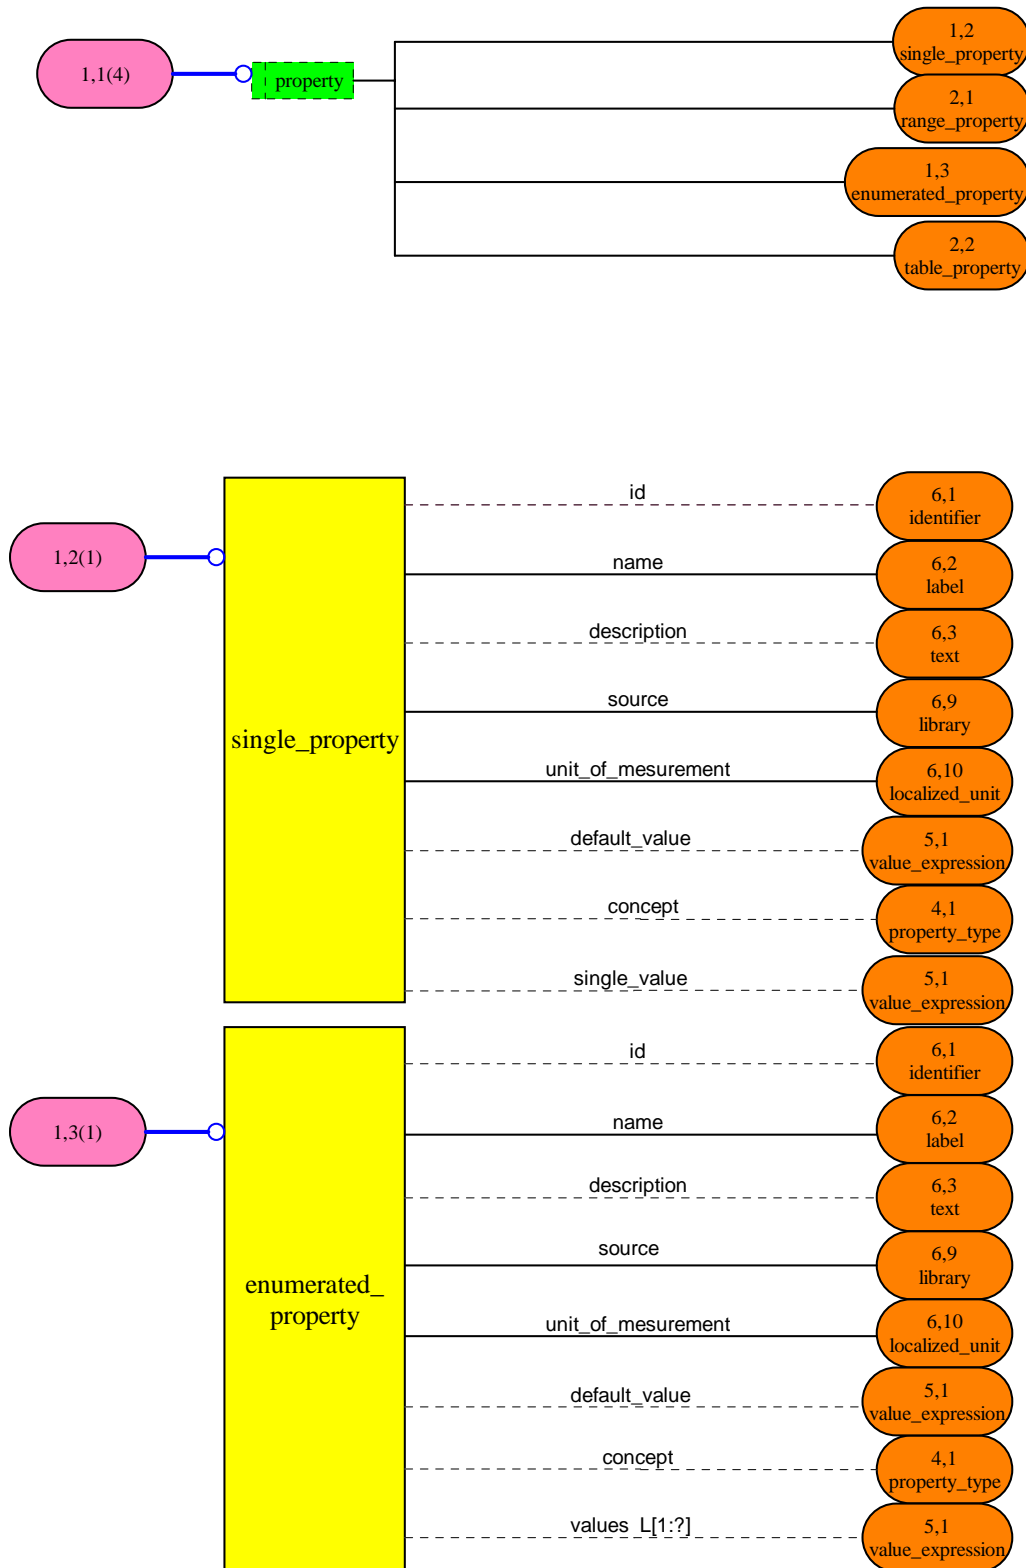 1,2
single_property
1,1(4)
property
2,1
range_property
1,3
enumerated_property
2,2
table_property
id
6,1
identifier
1,2(1)
name
6,2
label
description
6,3
text
source
6,9
library
single_property
unit_of_mesurement
6,10
localized_unit
default_value
5,1
value_expression
concept
4,1
property_type
single_value
5,1
value_expression
id
6,1
identifier
1,3(1)
name
6,2
label
description
6,3
text
source
6,9
library
enumerated_
property
unit_of_mesurement
6,10
localized_unit
default_value
5,1
value_expression
concept
4,1
property_type
values L[1:?]
5,1
value_expression